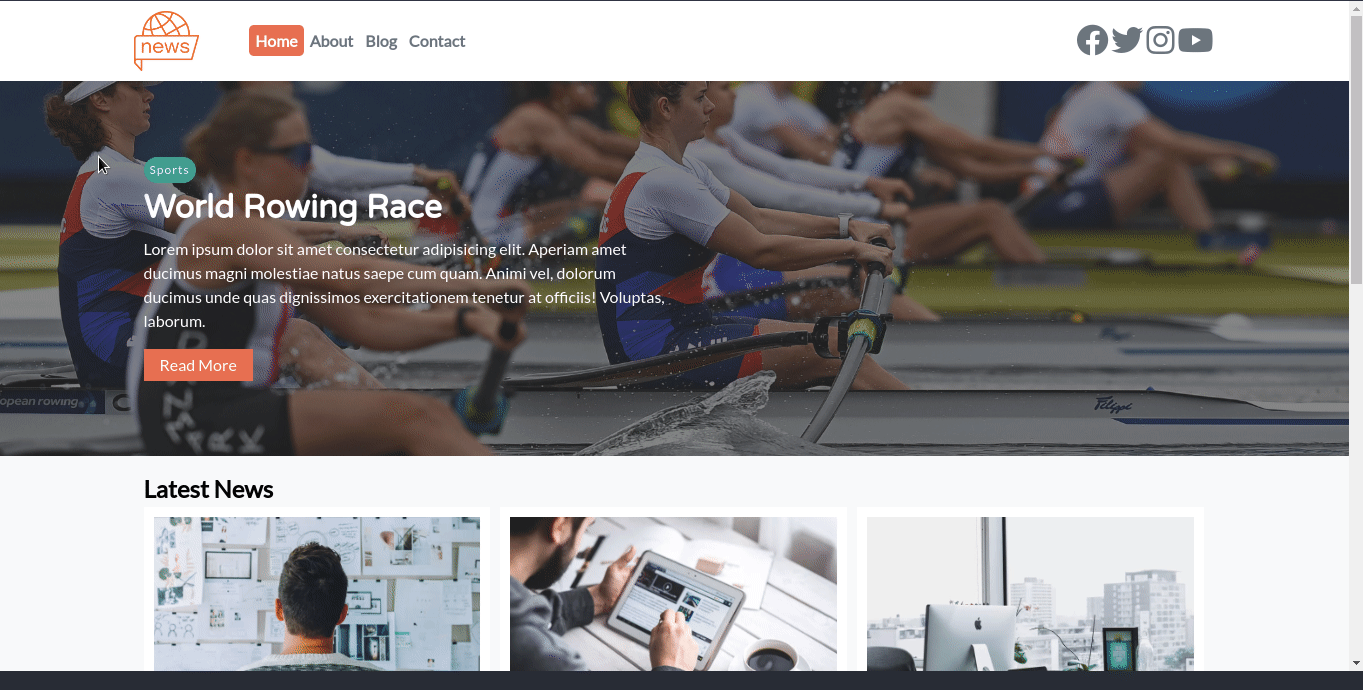 news
Home About Blog Contact
Sports
World Rowing Race
Lorem ipsum dolor sit amet consectetur adipisicing elit. Aperiam amet
ducimus magni molestiae natus saepe cum quam. Animi vel, dolorum
ducimus unde quas dignissimos exercitationem tenetur at officiis! Voluptas,
laborum.
Read More
opean rowing
Filippi
ARK
Latest News